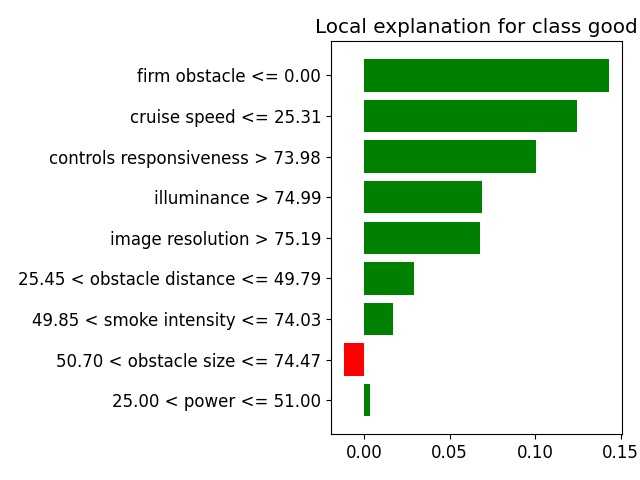 Local explanation for class good
firm obstacle <= 0.00
cruise speed <= 25.31
controls responsiveness > 73.98
illuminance > 74.99
image resolution > 75.19
25.45 < obstacle distance <= 49.79
49.85 < smoke intensity <= 74.03
50.70 < obstacle size <= 74.47
25.00 < power <= 51.00
0.00 0.05 0.10 0.15